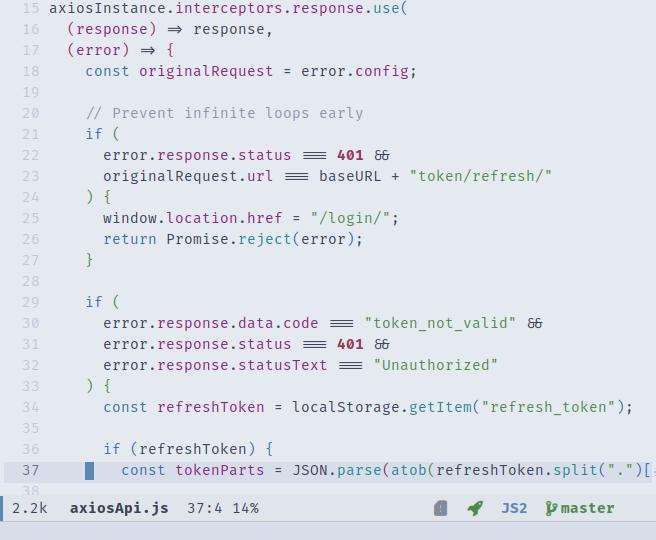 15 axiosInstance.interceptors.response.use(
16 (response) => response,
17 (error) => {
18 const originalRequest = error.config;
19
20 // Prevent infinite loops early
21 if (
22 error.response.status === 401 &&
23 originalRequest.url === baseURL + "token/refresh/"
24 ) {
25 window.location.href = "/login/";
26 return Promise.reject(error);
27 }
28
29 if (
30 error.response.data.code === "token_not_valid" &&
31 error.response.status === 401 &&
32 error.response.statusText === "Unauthorized"
33 ) {
34 const refreshToken = localStorage.getItem("refresh_token");
35
36 if (refreshToken) {
37 const tokenParts = JSON.parse(atob(refreshToken.split(".")[
38
2.2k axiosApi.js 37:4 14% JS2 master